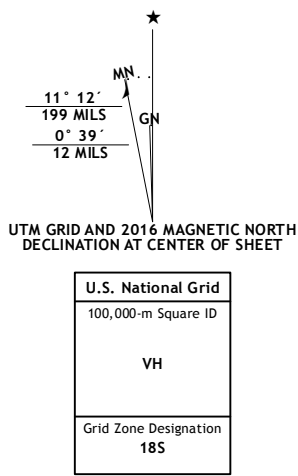 MN
11° 12´
199 MILS
GN
0° 39´
12 MILS
UTM GRID AND 2016 MAGNETIC NORTH
DECLINATION AT CENTER OF SHEET
U.S. National Grid
100,000-m Square ID
VH
Grid Zone Designation
18S